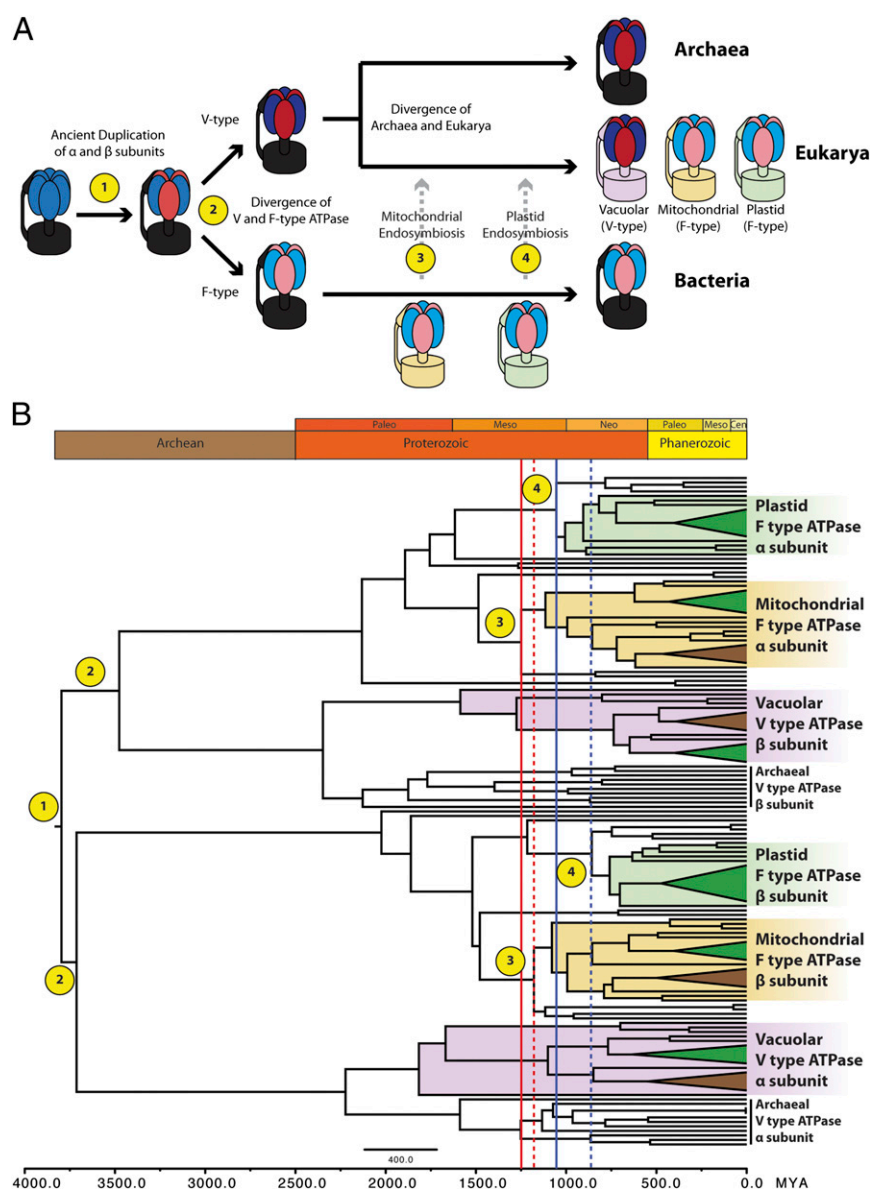 A
Ancient Duplication
of α and β subunits
1
V-type
2
Divergence of
V and F-type ATPase
F-type
Divergence of
Archaea and Eukarya
Mitochondrial
Endosymbiosis
3
Plastid
Endosymbiosis
4
Archaea
Eukarya
Vacuolar
(V-type)
Mitochondrial
(F-type)
Plastid
(F-type)
Bacteria
B
Paleo
Meso
Neo
Paleo
Meso
Cen
Archean
Proterozoic
Phanerozoic
4
Plastid
F type ATPase
α subunit
3
Mitochondrial
F type ATPase
α subunit
2
Vacuolar
V type ATPase
β subunit
1
Archaeal
V type ATPase
β subunit
4
Plastid
F type ATPase
β subunit
3
Mitochondrial
F type ATPase
β subunit
2
Vacuolar
V type ATPase
α subunit
Archaeal
V type ATPase
α subunit
400.0
4000.0 3500.0 3000.0 2500.0 2000.0 1500.0 1000.0 500.0 0.0 MYA